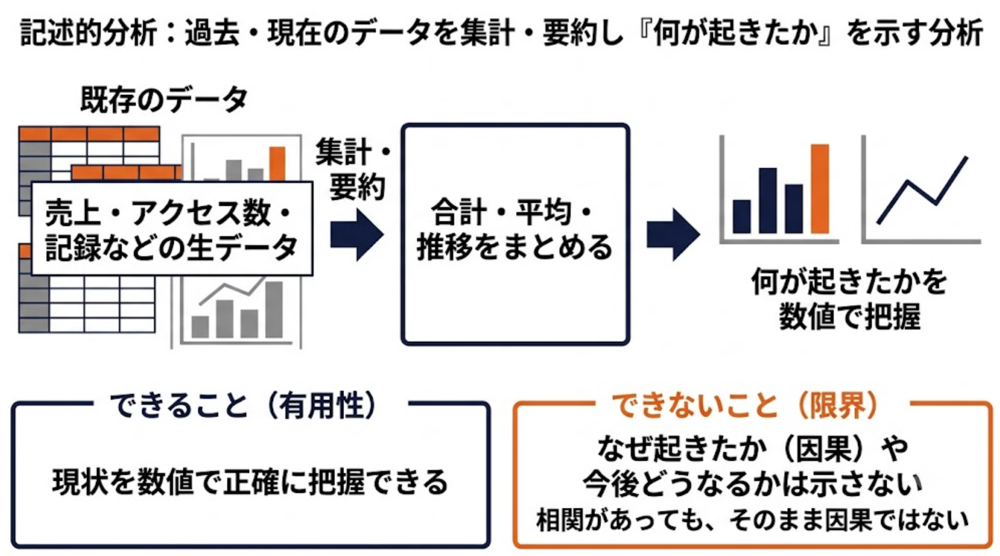 記述的分析：過去・現在のデータを集計・要約し『何が起きたか』を示す分析
既存のデータ
売上・アクセス数・
記録などの生データ
集計・
要約
合計・平均・
推移をまとめる
何が起きたかを
数値で把握
できること（有用性）
現状を数値で正確に把握できる
できないこと（限界）
なぜ起きたか（因果）や
今後どうなるかは示さない
相関があっても、そのまま因果ではない